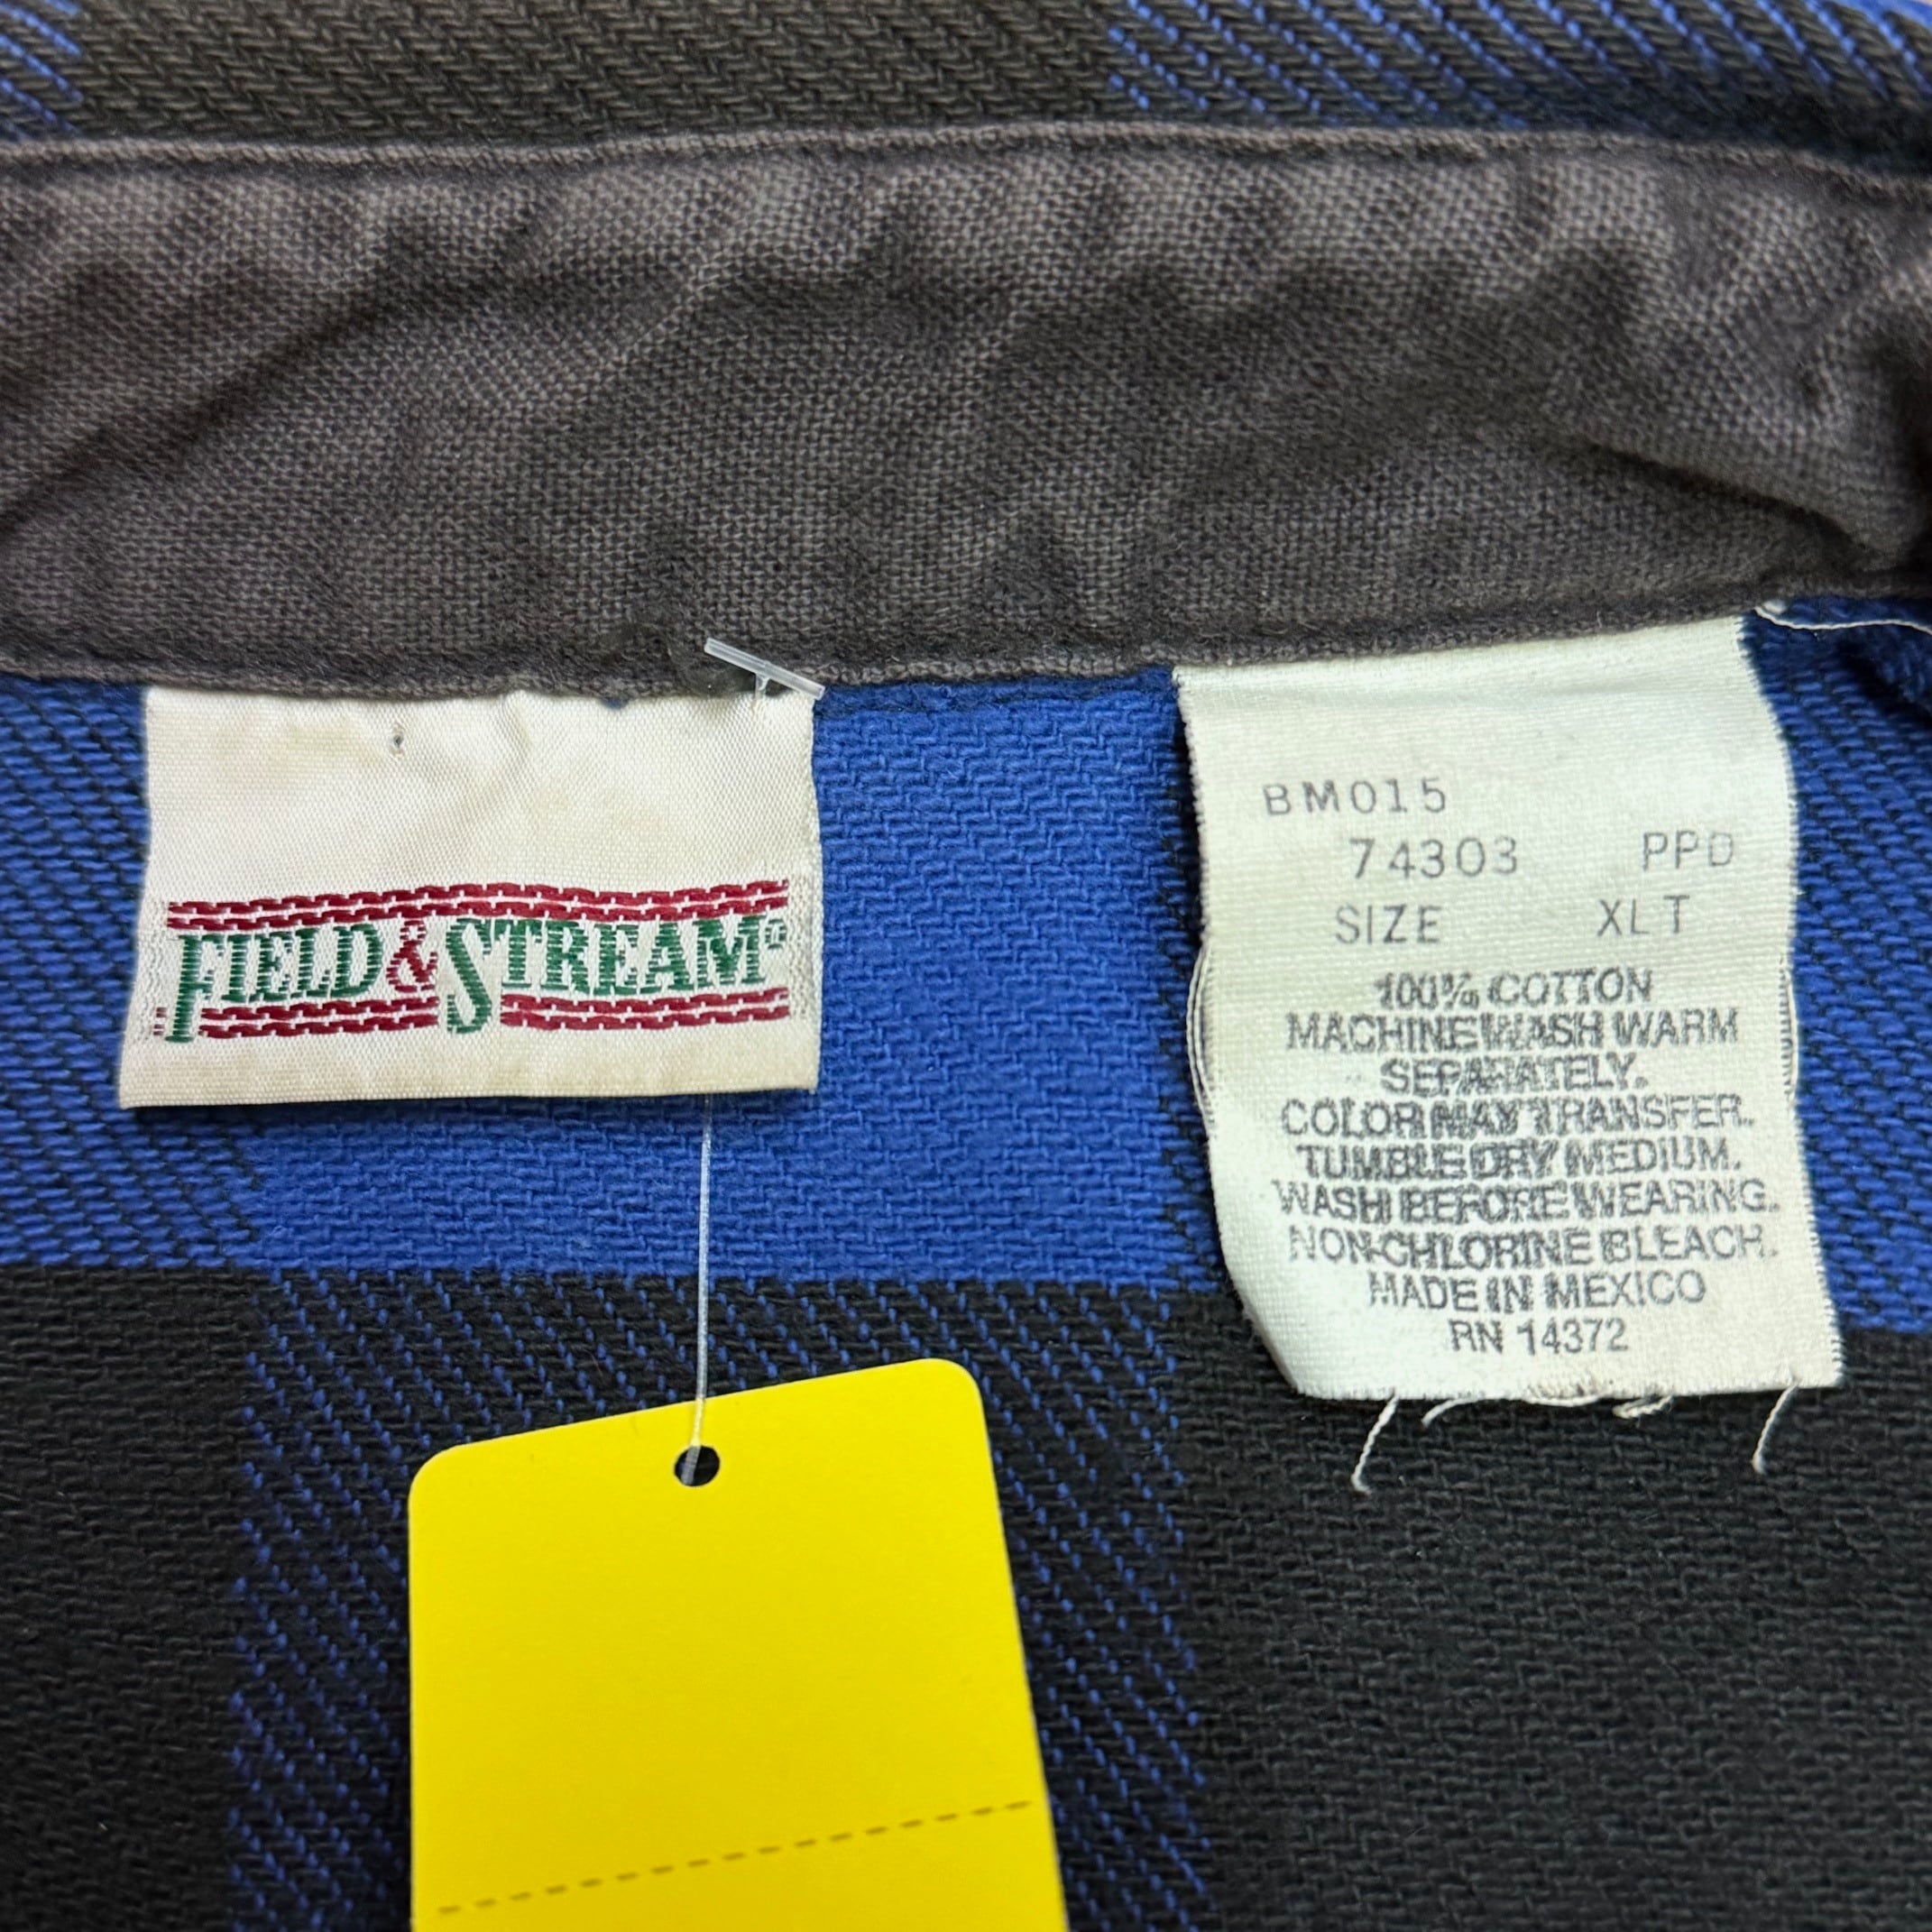 FIELD & STREAM
BM015
74303 PPD
SIZE XLT
100% COTTON
MACHINE WASH WARM
SEPARATELY.
COLOR MAY TRANSFER.
TUMBLE DRY MEDIUM.
WASH BEFORE WEARING.
NON-CHLORINE BLEACH.
MADE IN MEXICO
RN 14372